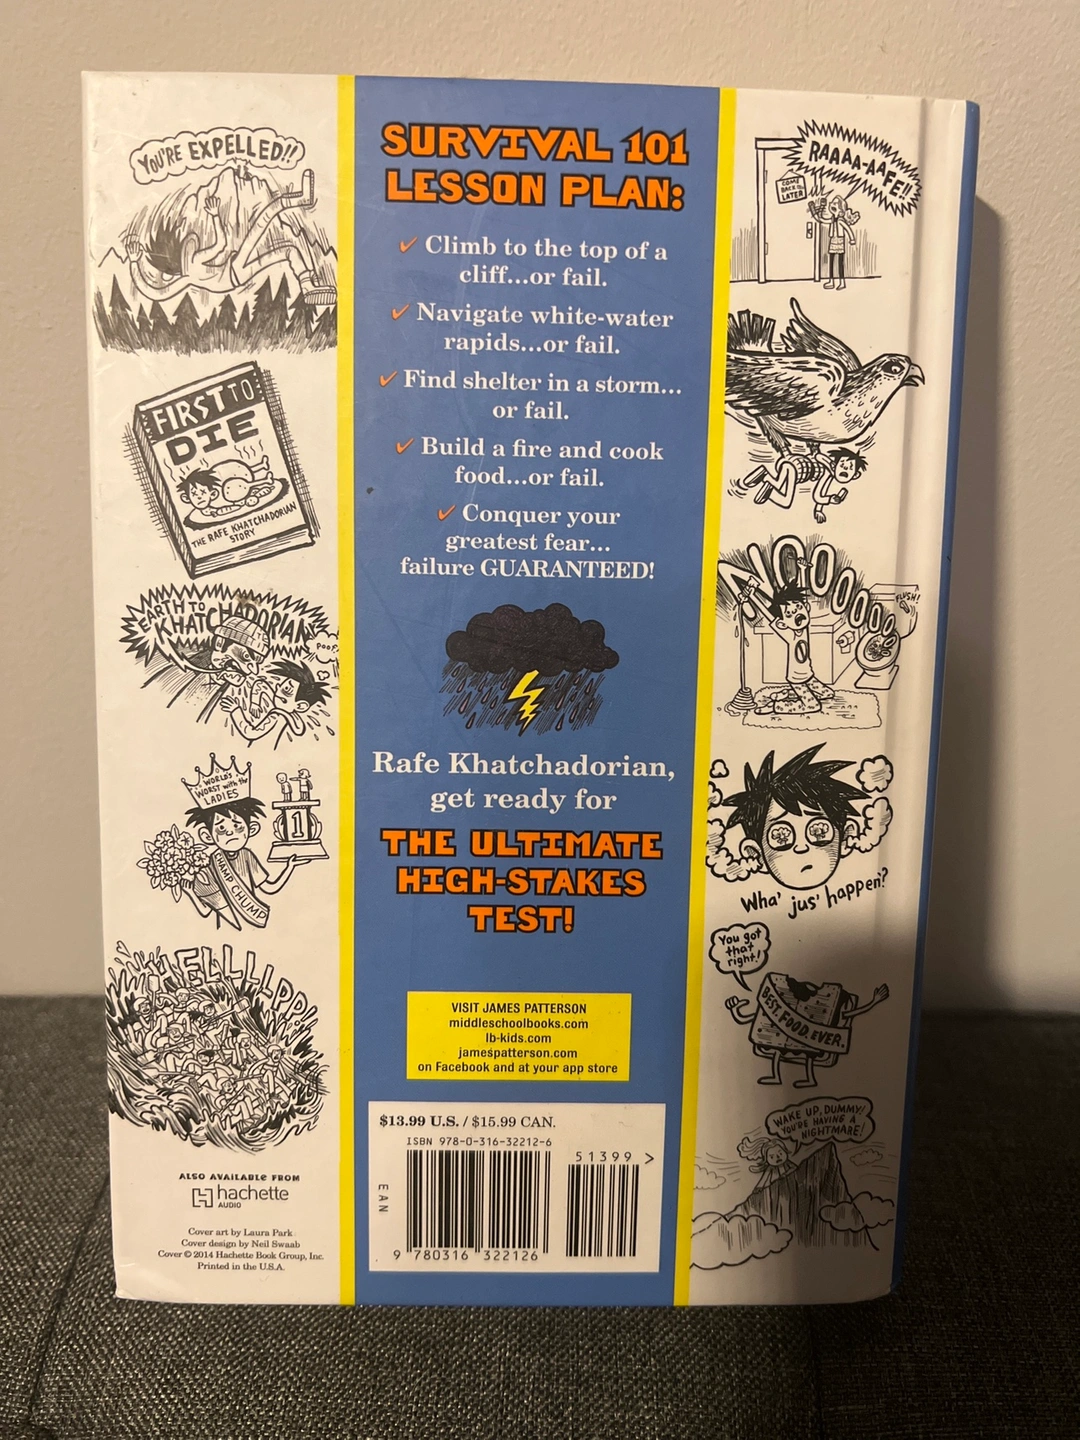 YOU'RE EXPELLED!!
FIRST TO
DIE
THE RAFE KHATCHADORIAN
STORY
EARTH TO
KHATCHADORIAN
POOF!
WORLD'S
WORST with the
LADIES
1
CHUMP
HELLLLPP!
ALSO AVAILABLE FROM
hachette
AUDIO
Cover art by Laura Park
Cover design by Neil Swaab
Cover © 2014 Hachette Book Group, Inc.
Printed in the U.S.A.
SURVIVAL 101
LESSON PLAN:
✓ Climb to the top of a
cliff...or fail.
✓ Navigate white-water
rapids...or fail.
✓ Find shelter in a storm...
or fail.
✓ Build a fire and cook
food...or fail.
✓ Conquer your
greatest fear...
failure GUARANTEED!
Rafe Khatchadorian,
get ready for
THE ULTIMATE
HIGH-STAKES
TEST!
VISIT JAMES PATTERSON
middleschoolbooks.com
lb-kids.com
jamespatterson.com
on Facebook and at your app store
$13.99 U.S. / $15.99 CAN.
ISBN 978-0-316-32212-6
51399 >
EAN
9 780316 322126
RAAAA-AAFE!!
COME
BACK
LATER
NOOOOOO
FLUSH!
Wha' jus' happen?
You got
that
right!
BEST. FOOD. EVER.
WAKE UP, DUMMY!
YOU'RE HAVING A
NIGHTMARE!